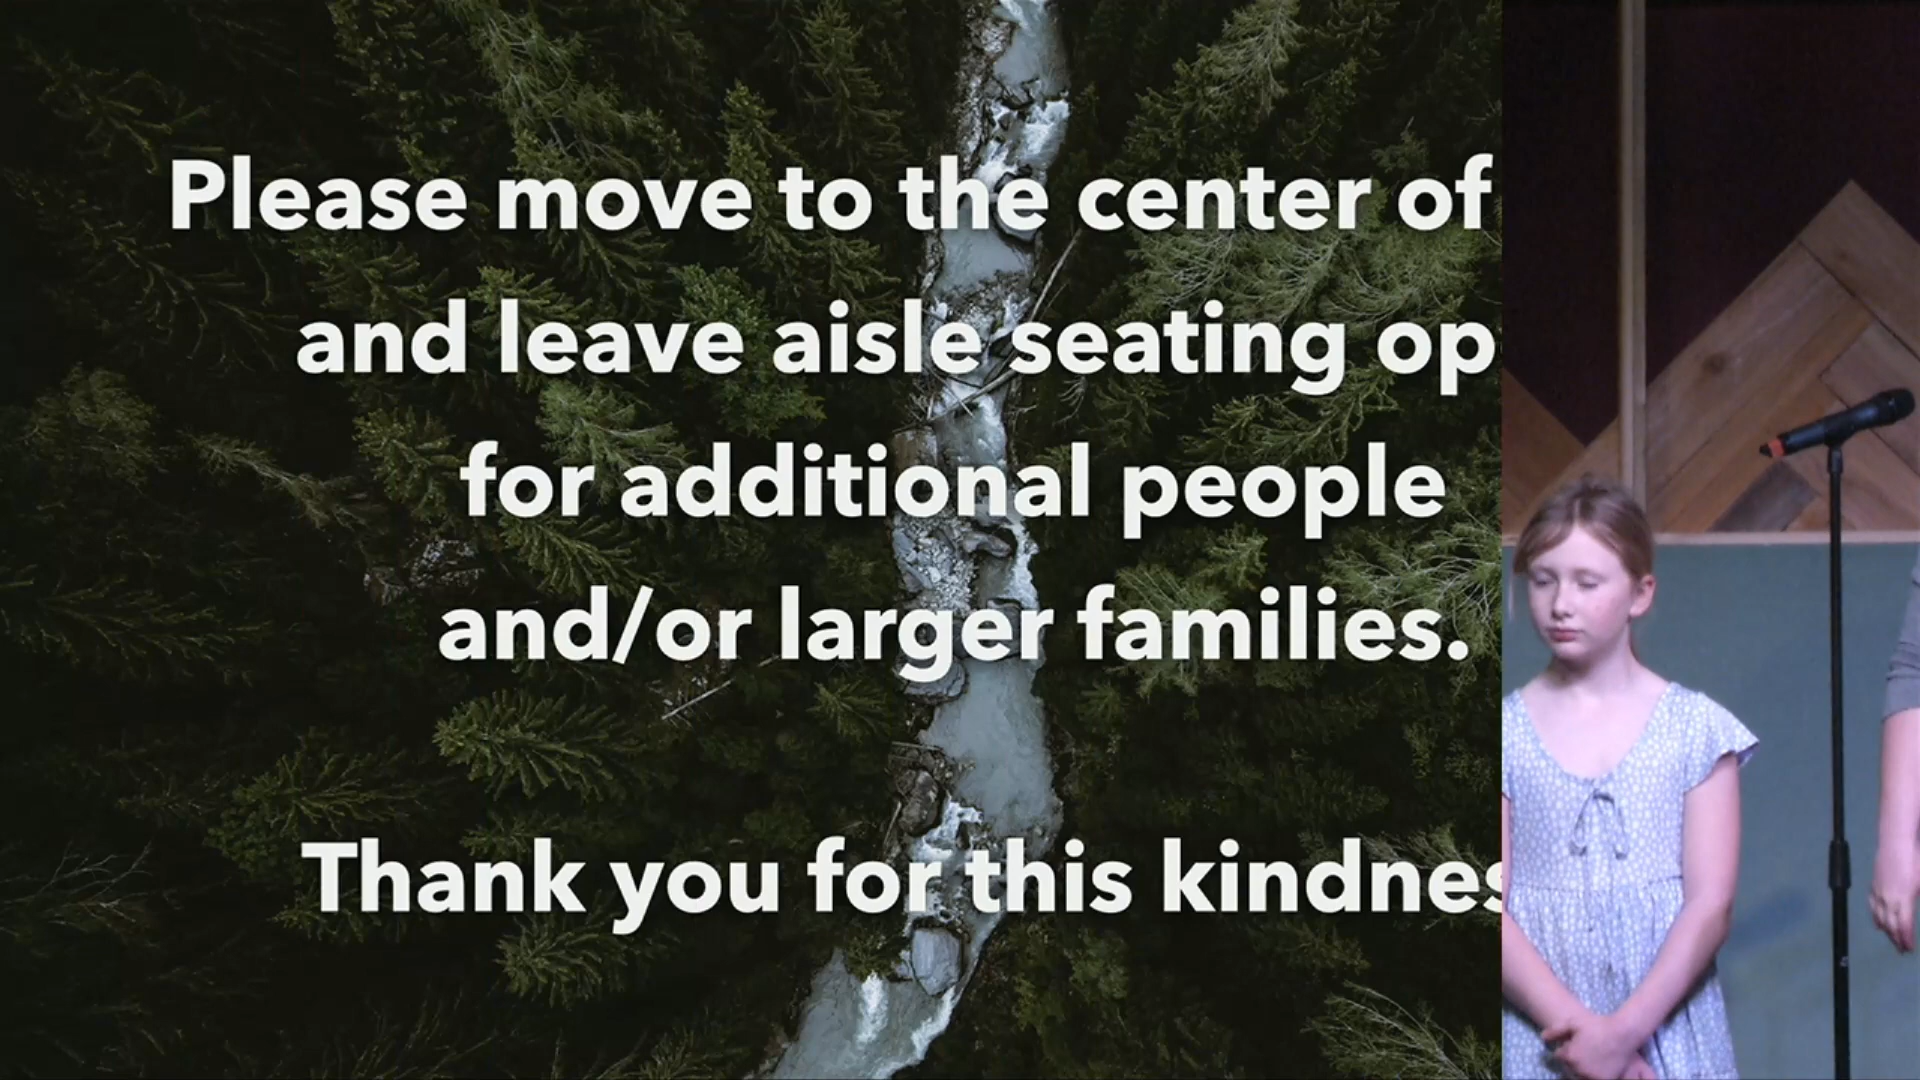 Please move to the center of
and leave aisle seating op
for additional people
and/or larger families.
Thank you for this kindnes